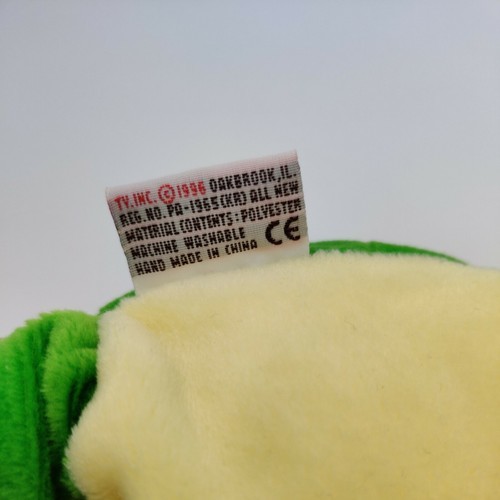 TY.INC. ©1996 OAKBROOK,IL.
REG.NO.PA-1965(KR) ALL NEW
MATERIAL CONTENTS: POLYESTER
MACHINE WASHABLE
HAND MADE IN CHINA
CE